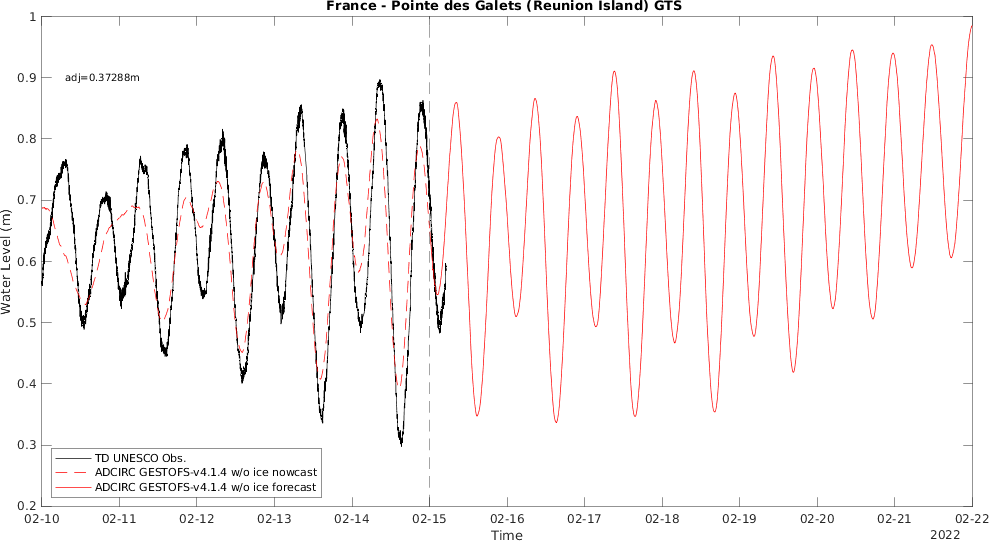 France - Pointe des Galets (Reunion Island) GTS
adj=0.37288m
Water Level (m)
1
0.9
0.8
0.7
0.6
0.5
0.4
0.3
0.2
TD UNESCO Obs.
ADCIRC GESTOFS-v4.1.4 w/o ice nowcast
ADCIRC GESTOFS-v4.1.4 w/o ice forecast
02-10 02-11 02-12 02-13 02-14 02-15 02-16 02-17 02-18 02-19 02-20 02-21 02-22
Time
2022